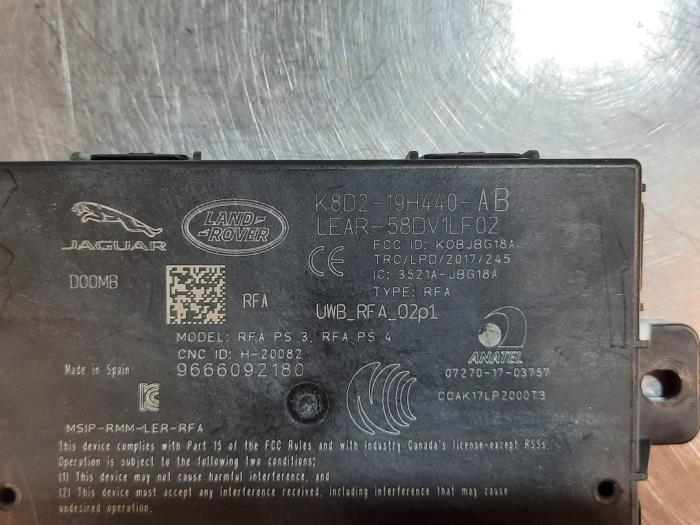 K8D2-19H440-AB
LEAR-58DV1LF02
JAGUAR
LAND-
ROVER
FCC ID: KOBJBG18A
TRC/LPD/2017/245
IC: 3521A-JBG18A
TYPE: RFA
DOOMB
RFA
UWB_RFA_02p1
MODEL: RFA PS 3, RFA PS 4
CNC ID: H-20082
9666092180
ANATEL
07270-17-03757
CCAK17LP2000T3
Made in Spain
MSIP-RMM-LER-RFA
This device complies with Part 15 of the FCC Rules and with industry Canada's license-except RSSs.
Operation is subject to the following two conditions:
(1) This device may not cause harmful interference, and
(2) This device must accept any interference received, including interference that may cause
undesired operation.